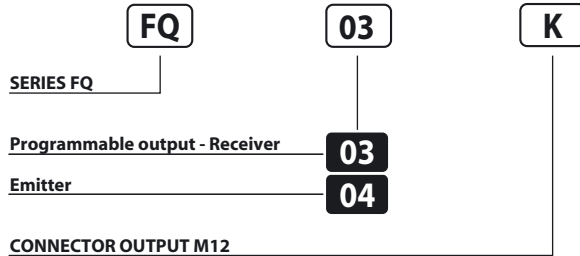 FQ 03 K
SERIES FQ
Programmable output - Receiver 03
Emitter 04
CONNECTOR OUTPUT M12